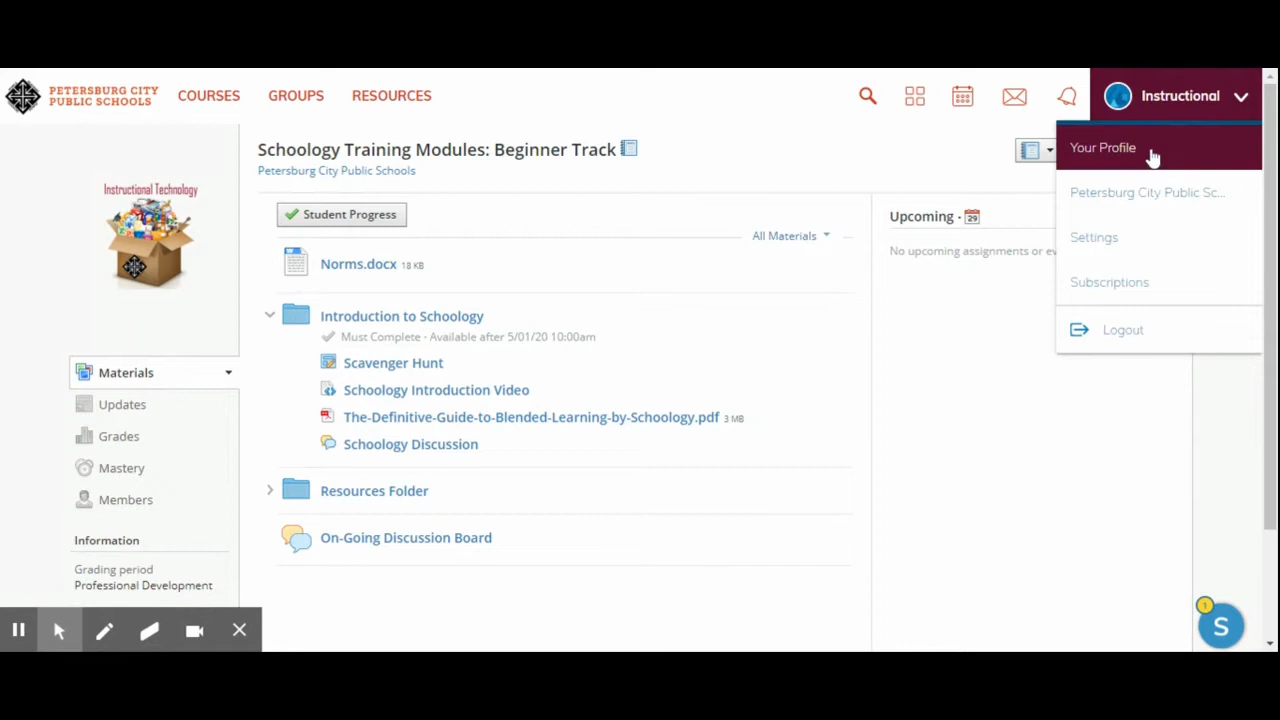 PETERSBURG CITY
PUBLIC SCHOOLS
COURSES
GROUPS
RESOURCES
Instructional
Your Profile
Petersburg City Public Sc...
Settings
Subscriptions
Logout
Instructional Technology
Schoology Training Modules: Beginner Track
Petersburg City Public Schools
Student Progress
All Materials
Norms.docx 18 KB
Introduction to Schoology
Must Complete · Available after 5/01/20 10:00am
Scavenger Hunt
Schoology Introduction Video
The-Definitive-Guide-to-Blended-Learning-by-Schoology.pdf 3 MB
Schoology Discussion
Resources Folder
On-Going Discussion Board
Upcoming · 29
No upcoming assignments or ev
Materials
Updates
Grades
Mastery
Members
Information
Grading period
Professional Development
1
S